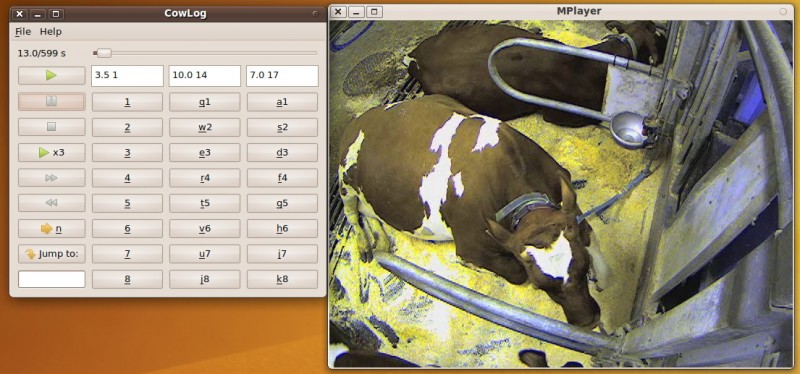 CowLog
File Help
13.0/599 s
3.5 1 10.0 14 7.0 17
1 q1 a1
2 w2 s2
x3 3 e3 d3
4 r4 f4
5 t5 g5
n 6 v6 h6
Jump to: 7 u7 j7
8 j8 k8
MPlayer